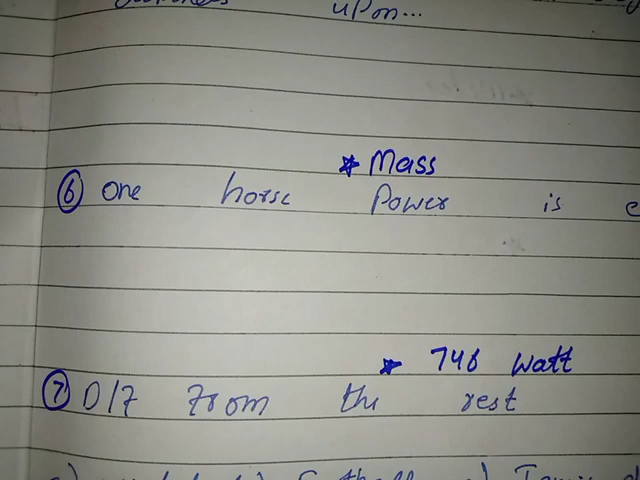 upon...
* Mass
⑥ One horse Power is e
* 746 Watt
⑦ D/7 From the rest